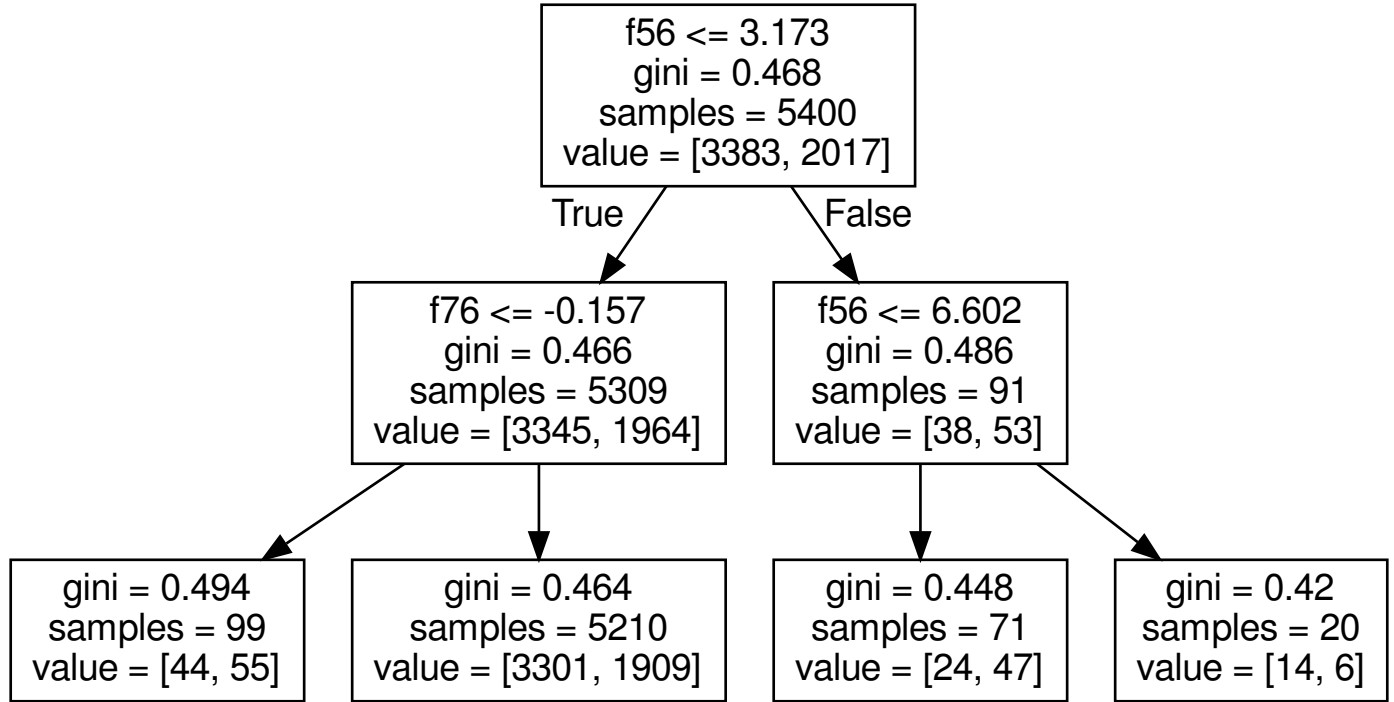 f56 <= 3.173
gini = 0.468
samples = 5400
value = [3383, 2017]
True
False
f76 <= -0.157
gini = 0.466
samples = 5309
value = [3345, 1964]
f56 <= 6.602
gini = 0.486
samples = 91
value = [38, 53]
gini = 0.494
samples = 99
value = [44, 55]
gini = 0.464
samples = 5210
value = [3301, 1909]
gini = 0.448
samples = 71
value = [24, 47]
gini = 0.42
samples = 20
value = [14, 6]